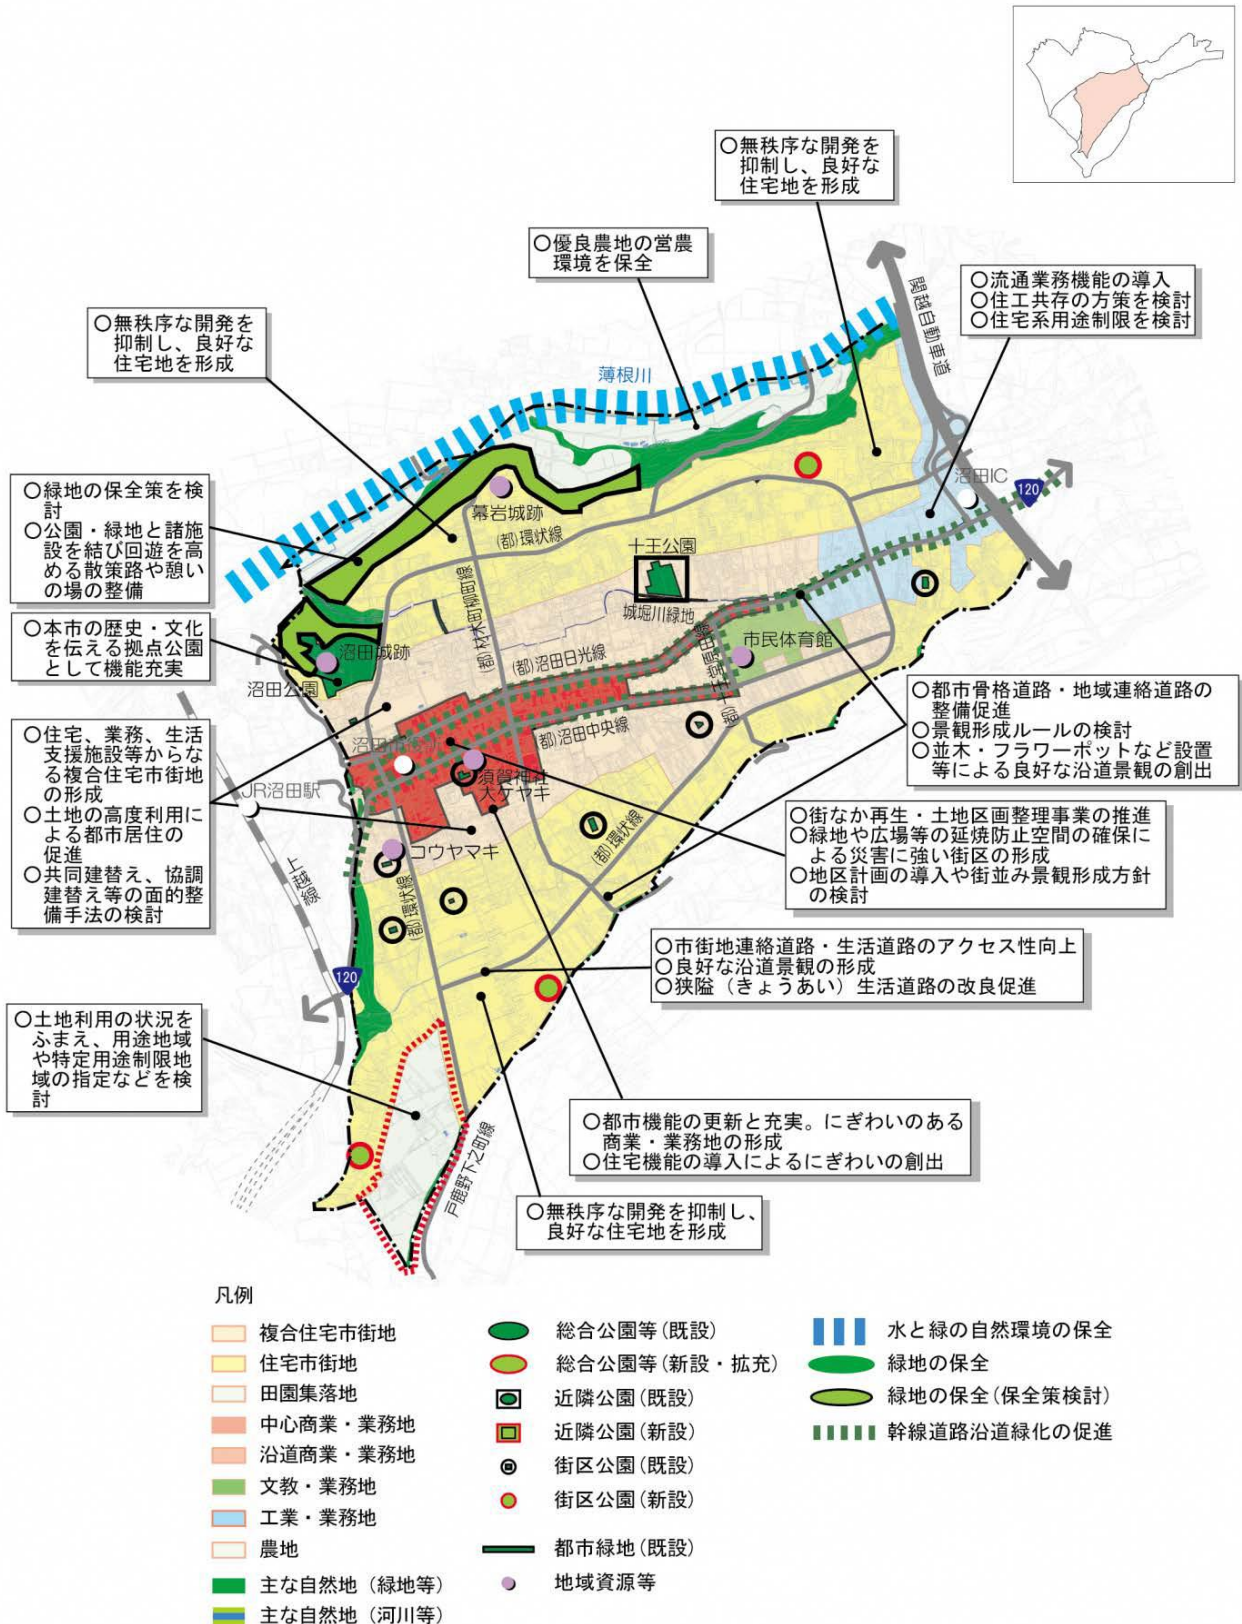 ○無秩序な開発を
抑制し、良好な
住宅地を形成
○優良農地の営農
環境を保全
○流通業務機能の導入
○住工共存の方策を検討
○住宅系用途制限を検討
○無秩序な開発を
抑制し、良好な
住宅地を形成
関越自動車道
薄根川
沼田IC
120
○緑地の保全策を検
討
○公園・緑地と諸施
設を結び回遊を高
める散策路や憩い
の場の整備
幕岩城跡
(都)環状線
十王公園
城堀川緑地
(都)材木町柳町線
市民体育館
○本市の歴史・文化
を伝える拠点公園
として機能充実
沼田城跡
沼田公園
(都)沼田日光線
(都)沼田中央線
○都市骨格道路・地域連絡道路の
整備促進
○景観形成ルールの検討
○並木・フラワーポットなど設置
等による良好な沿道景観の創出
○住宅、業務、生活
支援施設等からな
る複合住宅市街地
の形成
○土地の高度利用に
よる都市居住の
促進
○共同建替え、協調
建替え等の面的整
備手法の検討
JR沼田駅
須賀神社
大ケヤキ
コウヤマキ
上越線
(都)環状線
(都)環状線
○街なか再生・土地区画整理事業の推進
○緑地や広場等の延焼防止空間の確保に
よる災害に強い街区の形成
○地区計画の導入や街並み景観形成方針
の検討
○市街地連絡道路・生活道路のアクセス性向上
○良好な沿道景観の形成
○狭隘（きょうあい）生活道路の改良促進
120
○土地利用の状況を
ふまえ、用途地域
や特定用途制限地
域の指定などを検
討
○都市機能の更新と充実。にぎわいのある
商業・業務地の形成
○住宅機能の導入によるにぎわいの創出
戸鹿野下之町線
○無秩序な開発を抑制し、
良好な住宅地を形成
凡例
複合住宅市街地
住宅市街地
田園集落地
中心商業・業務地
沿道商業・業務地
文教・業務地
工業・業務地
農地
主な自然地（緑地等）
主な自然地（河川等）
総合公園等(既設)
総合公園等(新設・拡充)
近隣公園(既設)
近隣公園(新設)
街区公園(既設)
街区公園(新設)
都市緑地(既設)
地域資源等
水と緑の自然環境の保全
緑地の保全
緑地の保全(保全策検討)
幹線道路沿道緑化の促進